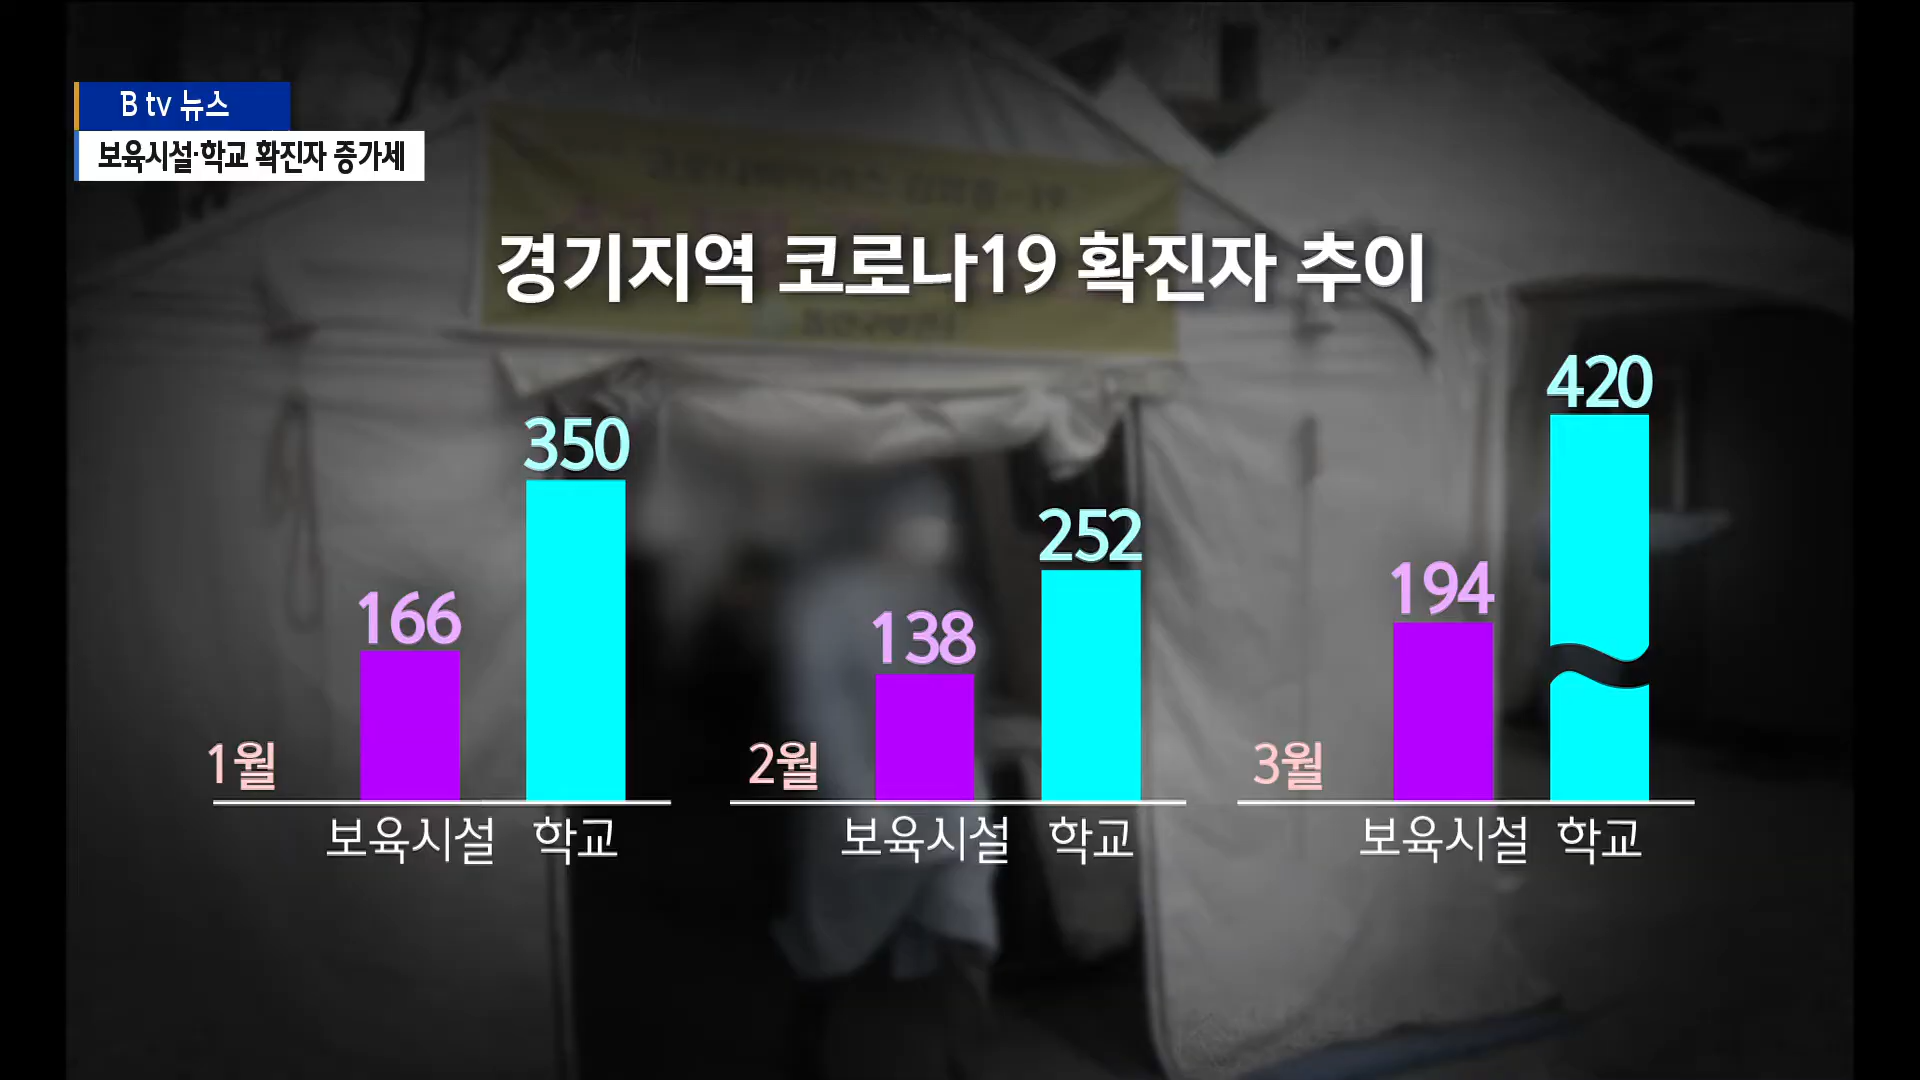 B tv 뉴스
보육시설·학교 확진자 증가세
경기지역 코로나19 확진자 추이
1월
166
350
보육시설 학교
2월
138
252
보육시설 학교
3월
194
420
보육시설 학교